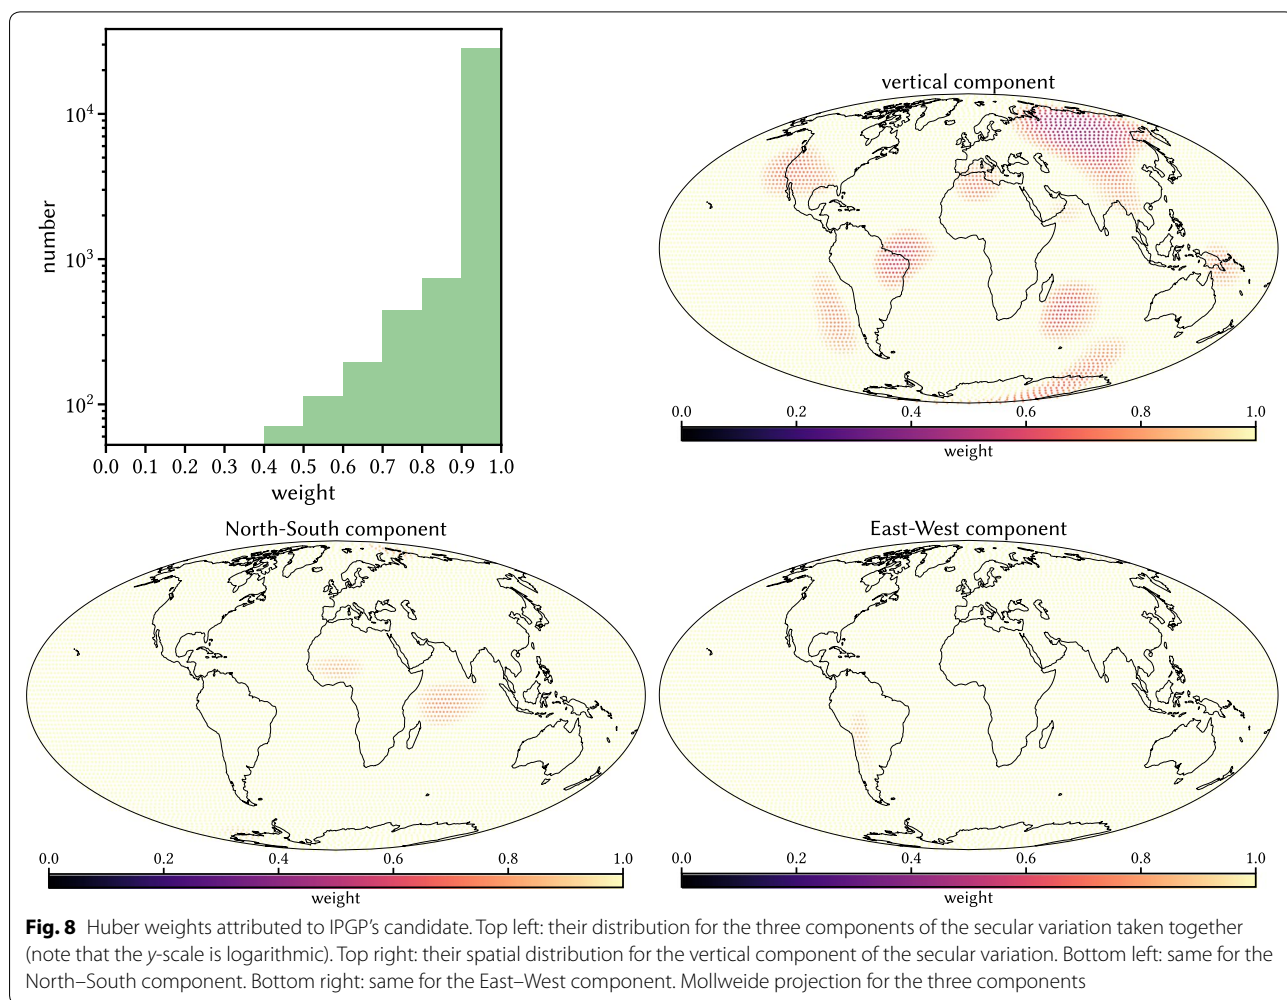 10⁴
10³
10²
number
0.0 0.1 0.2 0.3 0.4 0.5 0.6 0.7 0.8 0.9 1.0
weight
vertical component
0.0 0.2 0.4 0.6 0.8 1.0
weight
North-South component
0.0 0.2 0.4 0.6 0.8 1.0
weight
East-West component
0.0 0.2 0.4 0.6 0.8 1.0
weight
Fig. 8 Huber weights attributed to IPGP’s candidate. Top left: their distribution for the three components of the secular variation taken together
(note that the y-scale is logarithmic). Top right: their spatial distribution for the vertical component of the secular variation. Bottom left: same for the
North–South component. Bottom right: same for the East–West component. Mollweide projection for the three components